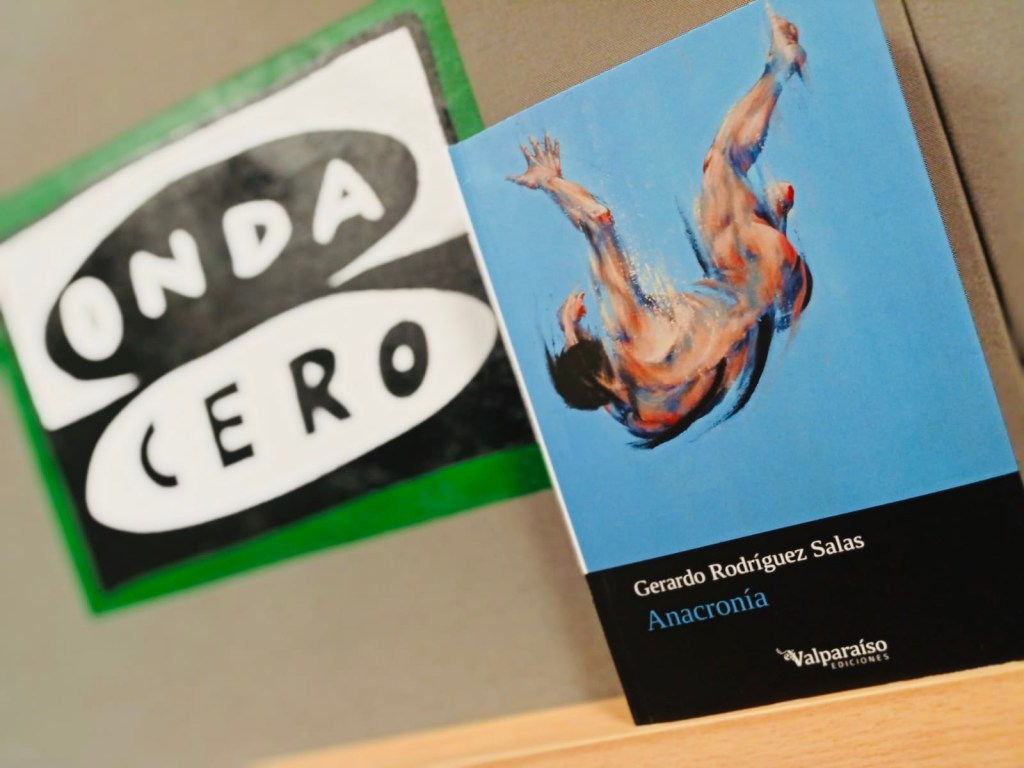 ONDA
CERO
Gerardo Rodríguez Salas
Anacronía
Valparaíso
EDICIONES